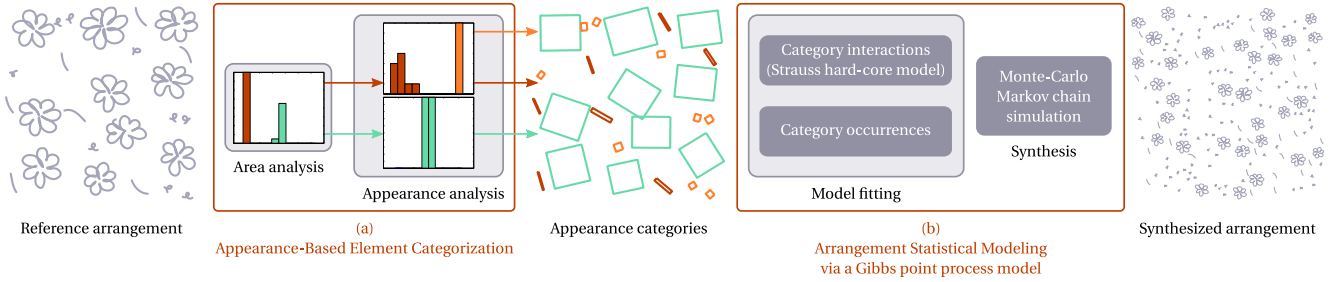 Reference arrangement
Area analysis
Appearance analysis
(a)
Appearance-Based Element Categorization
Appearance categories
Category interactions
(Strauss hard-core model)
Category occurrences
Model fitting
Monte-Carlo
Markov chain
simulation
Synthesis
(b)
Arrangement Statistical Modeling
via a Gibbs point process model
Synthesized arrangement